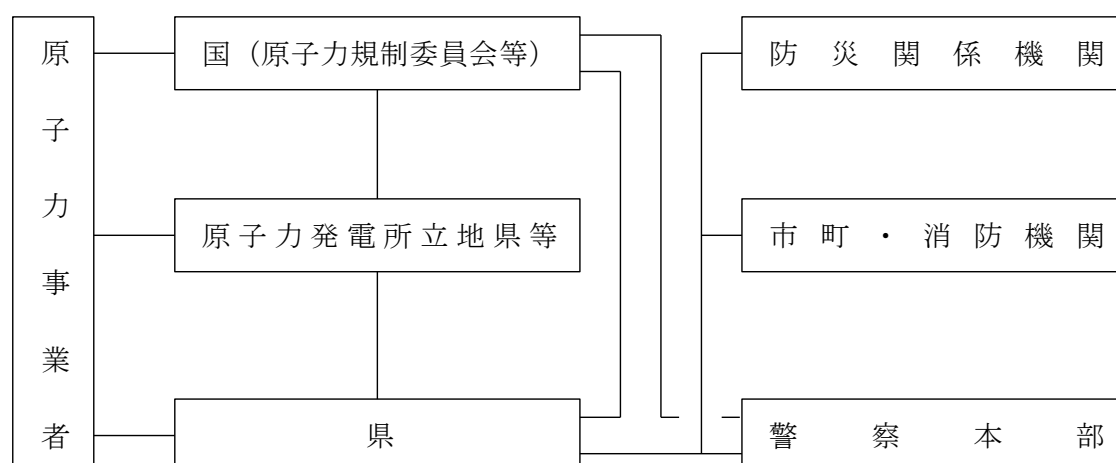 原子力事業者
国（原子力規制委員会等）
防災関係機関
原子力発電所立地県等
市町・消防機関
県
警察本部